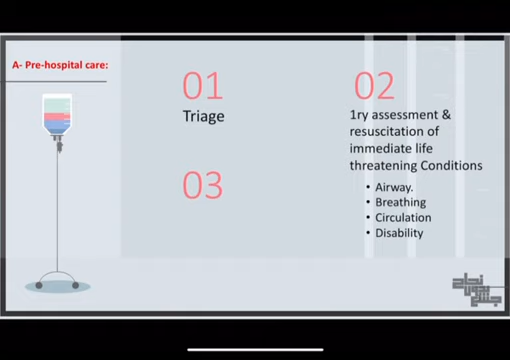 A- Pre-hospital care:
01
Triage
02
1ry assessment &
resuscitation of
immediate life
threatening Conditions
• Airway.
• Breathing
• Circulation
• Disability
03